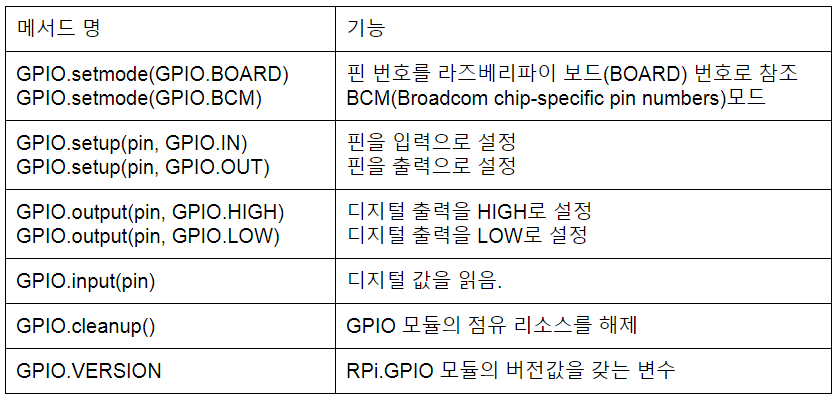 메서드 명
기능
GPIO.setmode(GPIO.BOARD)
GPIO.setmode(GPIO.BCM)
핀 번호를 라즈베리파이 보드(BOARD) 번호로 참조
BCM(Broadcom chip-specific pin numbers)모드
GPIO.setup(pin, GPIO.IN)
GPIO.setup(pin, GPIO.OUT)
핀을 입력으로 설정
핀을 출력으로 설정
GPIO.output(pin, GPIO.HIGH)
GPIO.output(pin, GPIO.LOW)
디지털 출력을 HIGH로 설정
디지털 출력을 LOW로 설정
GPIO.input(pin)
디지털 값을 읽음.
GPIO.cleanup()
GPIO 모듈의 점유 리소스를 해제
GPIO.VERSION
RPi.GPIO 모듈의 버전값을 갖는 변수